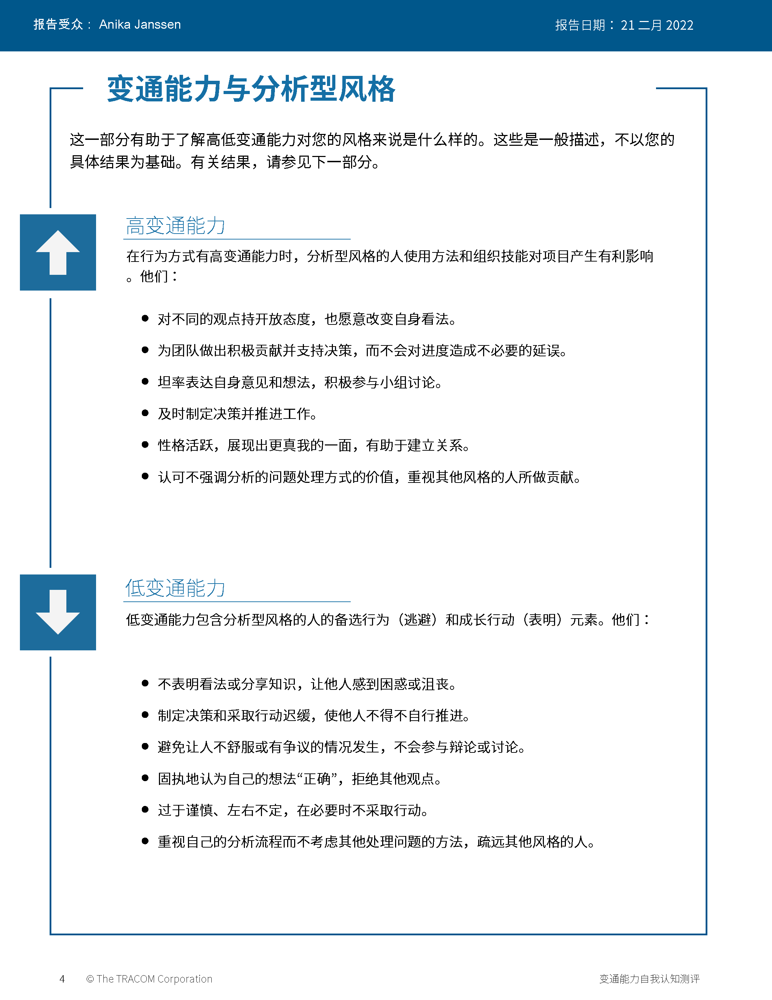 报告受众： Anika Janssen
报告日期： 21 二月 2022
变通能力与分析型风格
这一部分有助于了解高低变通能力对您的风格来说是什么样的。这些是一般描述，不以您的
具体结果为基础。有关结果，请参见下一部分。
高变通能力
在行为方式有高变通能力时，分析型风格的人使用方法和组织技能对项目产生有利影响
。他们：
● 对不同的观点持开放态度，也愿意改变自身看法。
● 为团队做出积极贡献并支持决策，而不会对进度造成不必要的延误。
● 坦率表达自身意见和想法，积极参与小组讨论。
● 及时制定决策并推进工作。
● 性格活跃，展现出更真我的一面，有助于建立关系。
● 认可不强调分析的问题处理方式的价值，重视其他风格的人所做贡献。
低变通能力
低变通能力包含分析型风格的人的备选行为（逃避）和成长行动（表明）元素。他们：
● 不表明看法或分享知识，让他人感到困惑或沮丧。
● 制定决策和采取行动迟缓，使他人不得不自行推进。
● 避免让人不舒服或有争议的情况发生，不会参与辩论或讨论。
● 固执地认为自己的想法“正确”，拒绝其他观点。
● 过于谨慎、左右不定，在必要时不采取行动。
● 重视自己的分析流程而不考虑其他处理问题的方法，疏远其他风格的人。
4 © The TRACOM Corporation
变通能力自我认知测评